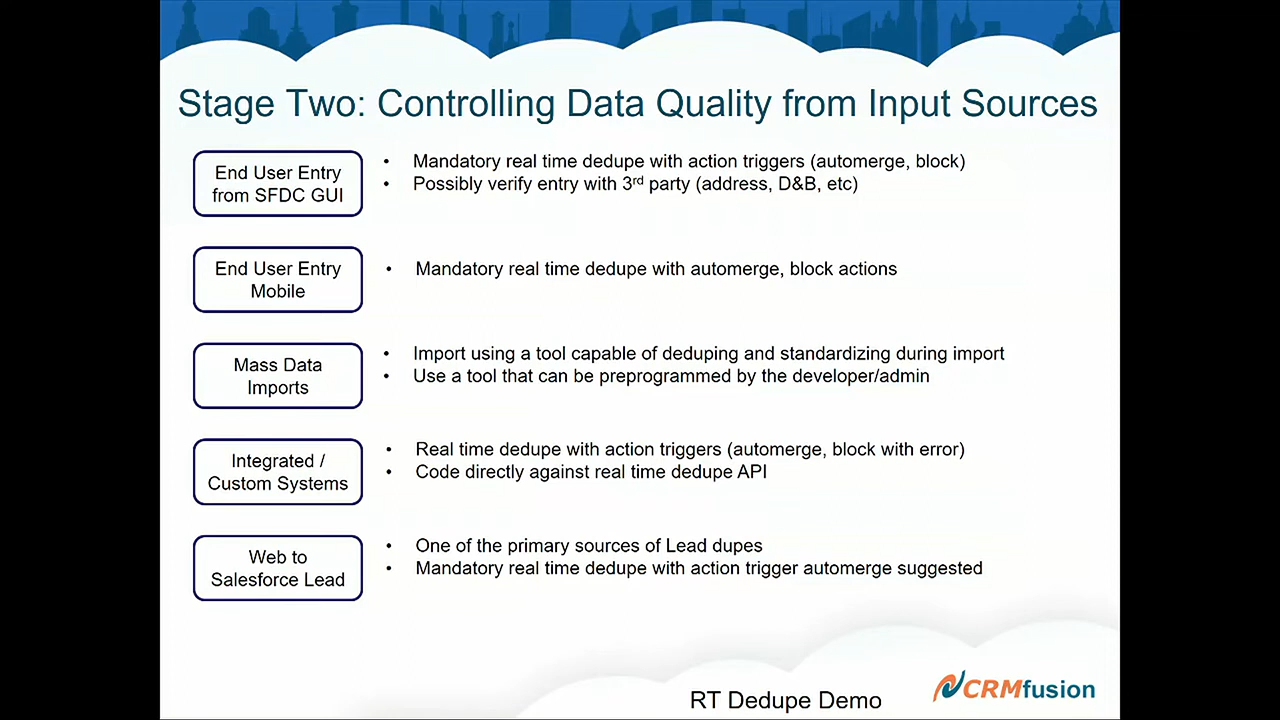 Stage Two: Controlling Data Quality from Input Sources
End User Entry
from SFDC GUI
• Mandatory real time dedupe with action triggers (automerge, block)
• Possibly verify entry with 3rd party (address, D&B, etc)
End User Entry
Mobile
• Mandatory real time dedupe with automerge, block actions
Mass Data
Imports
• Import using a tool capable of deduping and standardizing during import
• Use a tool that can be preprogrammed by the developer/admin
Integrated /
Custom Systems
• Real time dedupe with action triggers (automerge, block with error)
• Code directly against real time dedupe API
Web to
Salesforce Lead
• One of the primary sources of Lead dupes
• Mandatory real time dedupe with action trigger automerge suggested
RT Dedupe Demo
CRMfusion